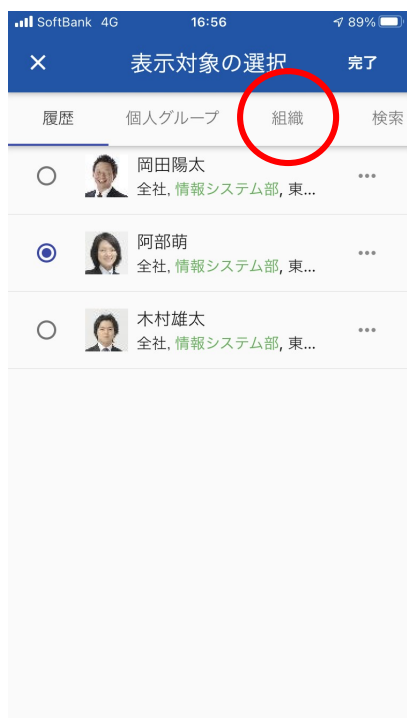 SoftBank 4G 16:56 89%
× 表示対象の選択 完了
履歴 個人グループ 組織 検索
岡田陽太
全社, 情報システム部, 東...
阿部萌
全社, 情報システム部, 東...
木村雄太
全社, 情報システム部, 東...